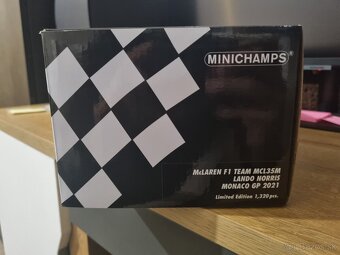 MINICHAMPS®
McLAREN F1 TEAM MCL35M
LANDO NORRIS
MONACO GP 2021
Limited Edition 1,320 pcs.